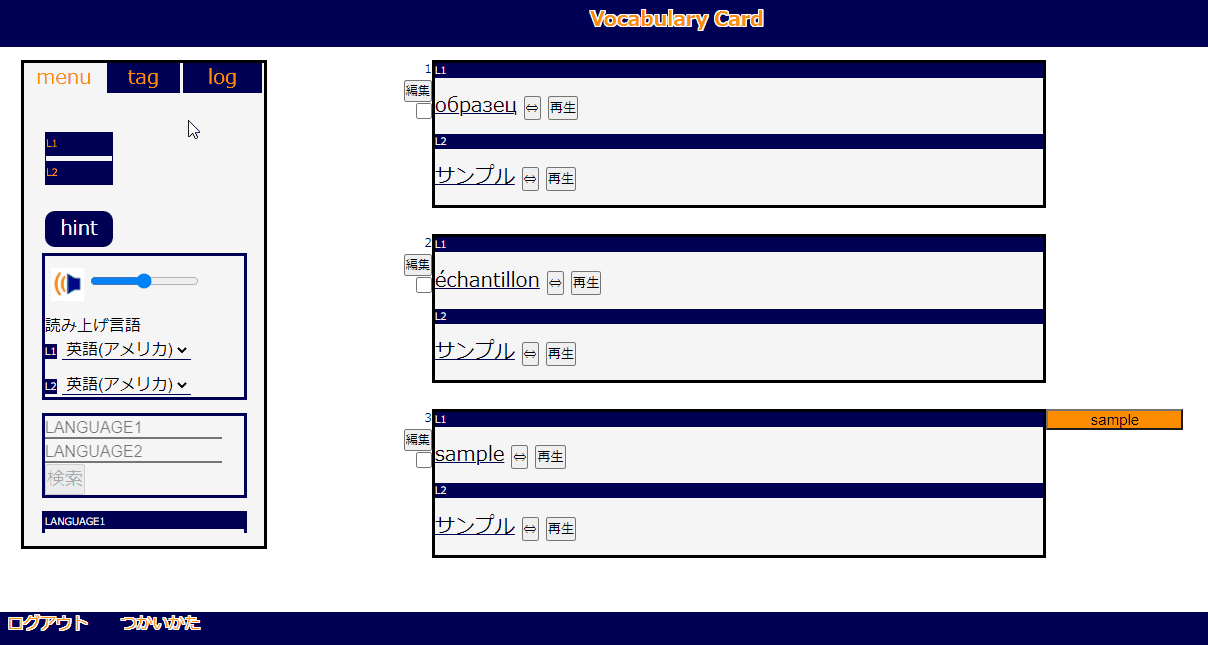 Vocabulary Card
menu tag log
L1
L2
hint
読み上げ言語
L1 英語(アメリカ)
L2 英語(アメリカ)
LANGUAGE1
LANGUAGE2
検索
LANGUAGE1
1 L1
編集
образец ⇔ 再生
L2
サンプル ⇔ 再生
2 L1
編集
échantillon ⇔ 再生
L2
サンプル ⇔ 再生
3 L1 sample
編集
sample ⇔ 再生
L2
サンプル ⇔ 再生
ログアウト つかいかた